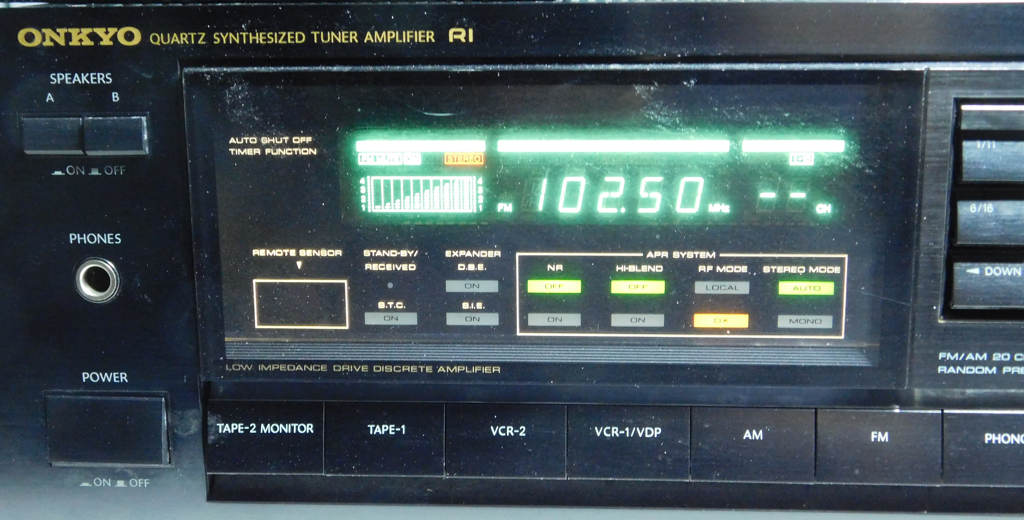 ONKYO QUARTZ SYNTHESIZED TUNER AMPLIFIER RI
SPEAKERS
A B
ON OFF
AUTO SHUT OFF
TIMER FUNCTION
STEREO
FM 102.50 MHz -- CH
1/11
6/16
DOWN
PHONES
REMOTE SENSOR
STAND-BY/
RECEIVED
S.T.C.
ON
EXPANDER
D.B.E.
ON
S.I.E.
ON
APR SYSTEM
NR HI-BLEND RF MODE STEREO MODE
OFF OFF LOCAL AUTO
ON ON DX MONO
LOW IMPEDANCE DRIVE DISCRETE AMPLIFIER
FM/AM 20
RANDOM
POWER
ON OFF
TAPE-2 MONITOR TAPE-1 VCR-2 VCR-1/VDP AM FM PHONO